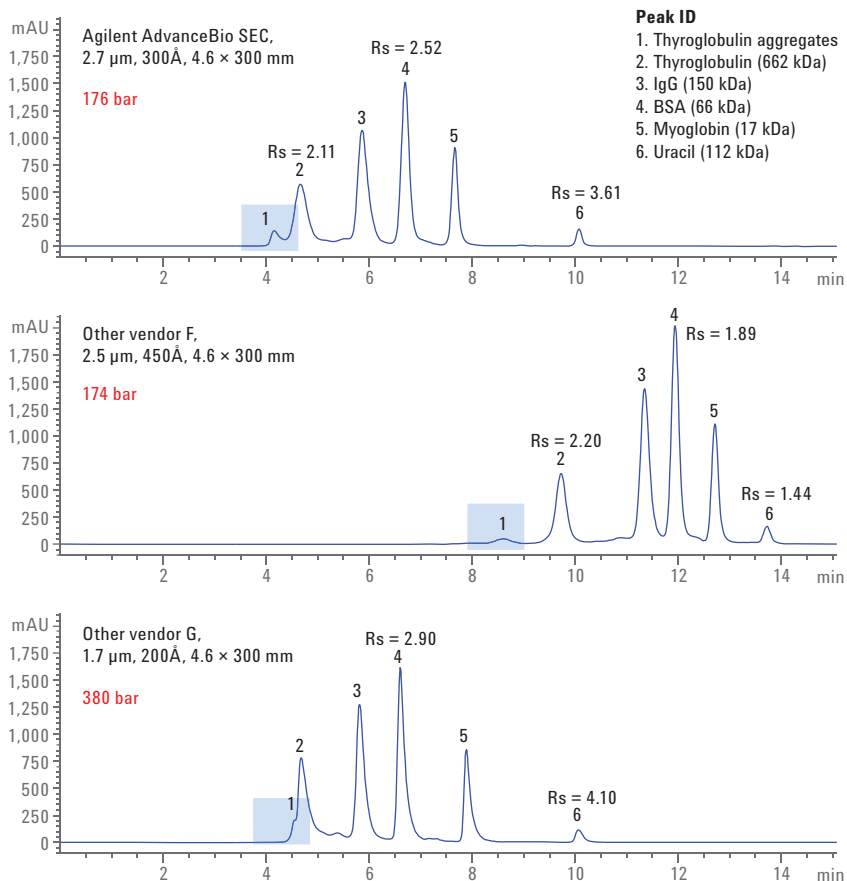 Peak ID
1. Thyroglobulin aggregates
2. Thyroglobulin (662 kDa)
3. IgG (150 kDa)
4. BSA (66 kDa)
5. Myoglobin (17 kDa)
6. Uracil (112 kDa)
mAU
Agilent AdvanceBio SEC,
2.7 µm, 300Å, 4.6 × 300 mm
176 bar
1,750
1,500
1,250
1,000
750
500
250
0
1
Rs = 2.11
2
3
Rs = 2.52
4
5
Rs = 3.61
6
2 4 6 8 10 12 14 min
mAU
Other vendor F,
2.5 µm, 450Å, 4.6 × 300 mm
174 bar
1,750
1,500
1,250
1,000
750
500
250
0
1
Rs = 2.20
2
3
4
Rs = 1.89
5
Rs = 1.44
6
2 4 6 8 10 12 14 min
mAU
Other vendor G,
1.7 µm, 200Å, 4.6 × 300 mm
380 bar
1,750
1,500
1,250
1,000
750
500
250
0
1
2
3
Rs = 2.90
4
5
Rs = 4.10
6
2 4 6 8 10 12 14 min